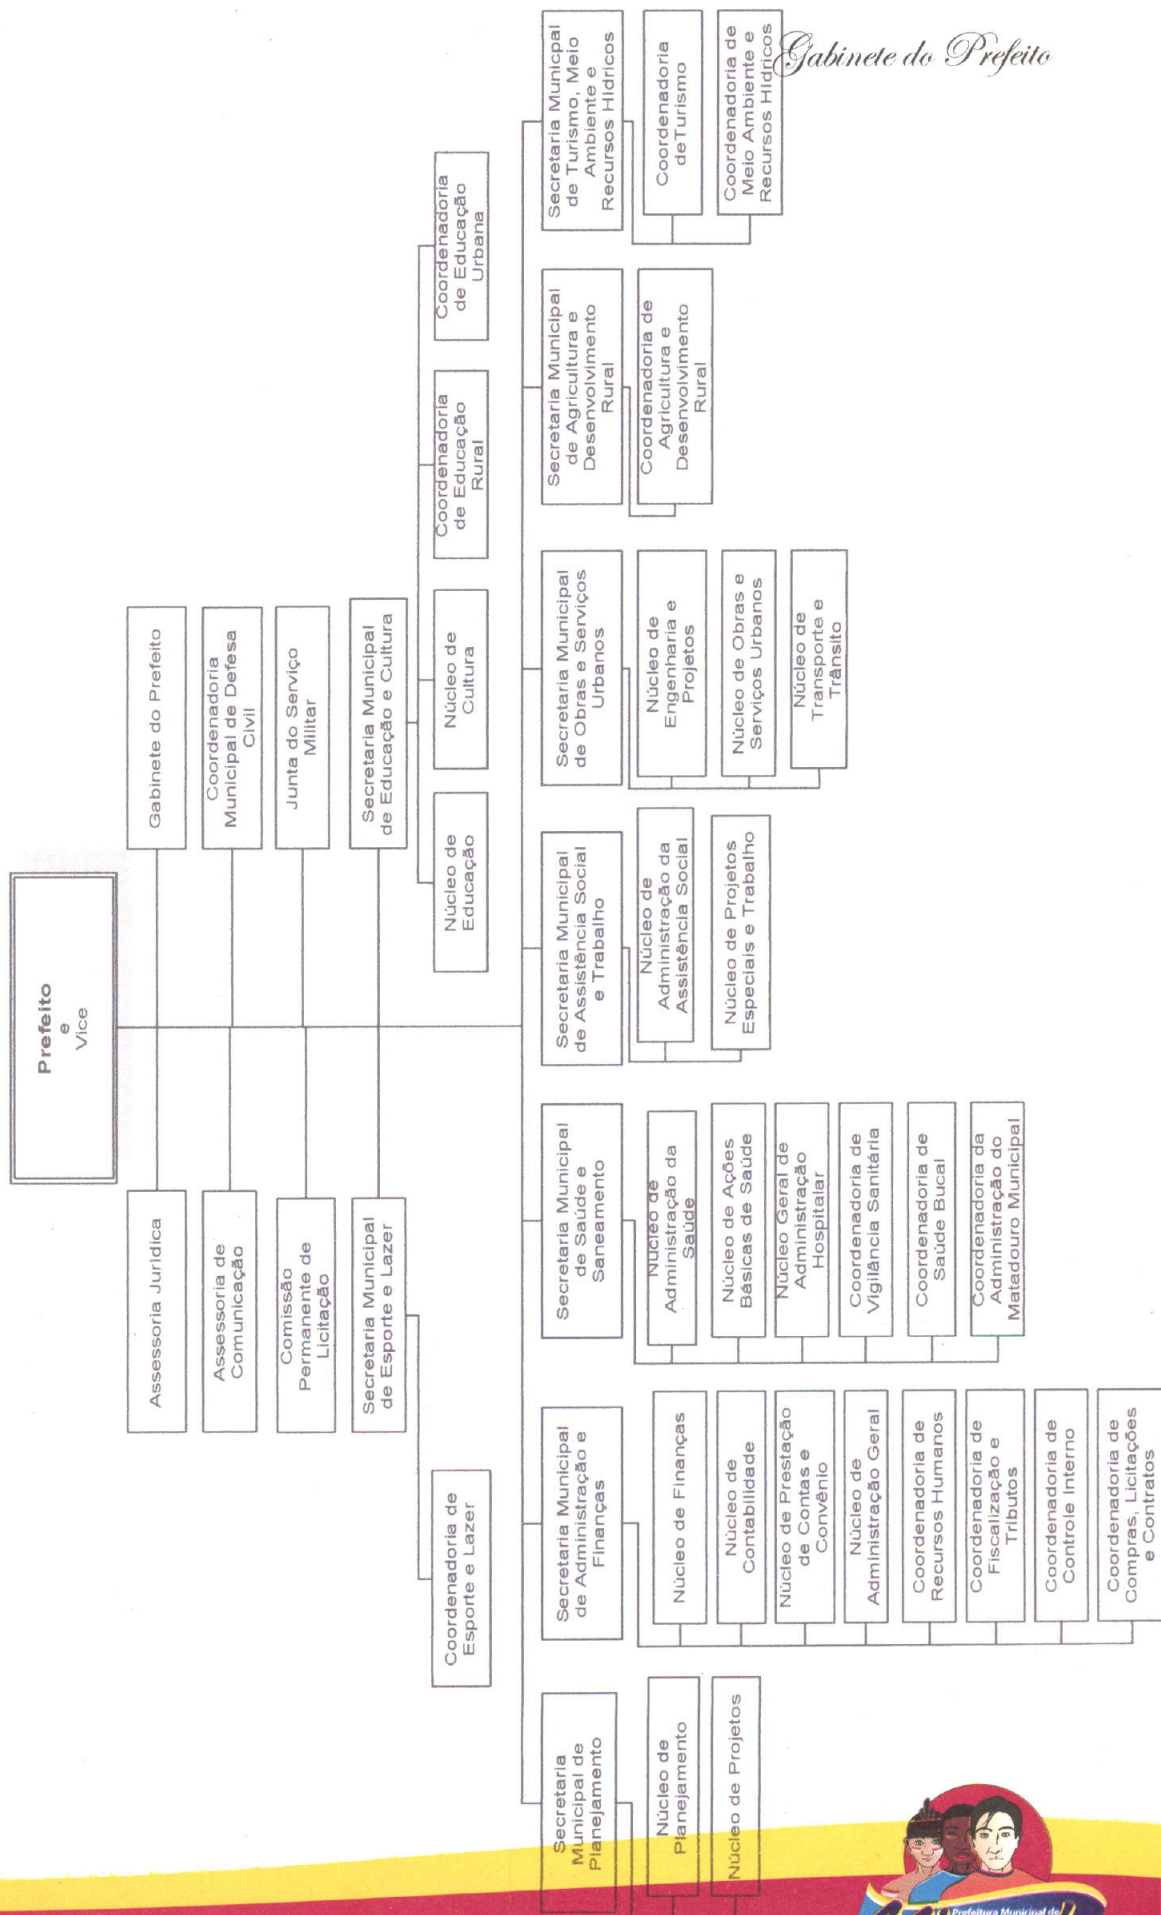 Gabinete do Prefeito
Prefeito
e
Vice
Assessoria Jurídica
Gabinete do Prefeito
Assessoria de
Comunicação
Coordenadoria
Municipal de Defesa
Civil
Comissão
Permanente de
Licitação
Junta do Serviço
Militar
Secretaria Municipal
de Esporte e Lazer
Secretaria Municipal
de Educação e Cultura
Coordenadoria de
Esporte e Lazer
Núcleo de
Educação
Núcleo de
Cultura
Coordenadoria
de Educação
Rural
Coordenadoria
de Educação
Urbana
Secretaria
Municipal de
Planejamento
Núcleo de
Planejamento
Núcleo de Projetos
Secretaria Municipal
de Administração e
Finanças
Núcleo de Finanças
Núcleo de
Contabilidade
Núcleo de Prestação
de Contas e
Convênio
Núcleo de
Administração Geral
Coordenadoria de
Recursos Humanos
Coordenadoria de
Fiscalização e
Tributos
Coordenadoria de
Controle Interno
Coordenadoria de
Compras, Licitações
e Contratos
Secretaria Municipal
de Saúde e
Saneamento
Núcleo de
Administração da
Saúde
Núcleo de Ações
Básicas de Saúde
Núcleo Geral de
Administração
Hospitalar
Coordenadoria de
Vigilância Sanitária
Coordenadoria de
Saúde Bucal
Coordenadoria da
Administração do
Matadouro Municipal
Secretaria Municipal
de Assistência Social
e Trabalho
Núcleo de
Administração da
Assistência Social
Núcleo de Projetos
Especiais e Trabalho
Secretaria Municipal
de Obras e Serviços
Urbanos
Núcleo de
Engenharia e
Projetos
Núcleo de Obras e
Serviços Urbanos
Núcleo de
Transporte e
Trânsito
Secretaria Municipal
de Agricultura e
Desenvolvimento
Rural
Coordenadoria de
Agricultura e
Desenvolvimento
Rural
Secretaria Municpal
de Turismo, Meio
Ambiente e
Recursos Hídricos
Coordenadoria
deTurismo
Coordenadoria de
Meio Ambiente e
Recursos Hídricos
Prefeitura Municipal de